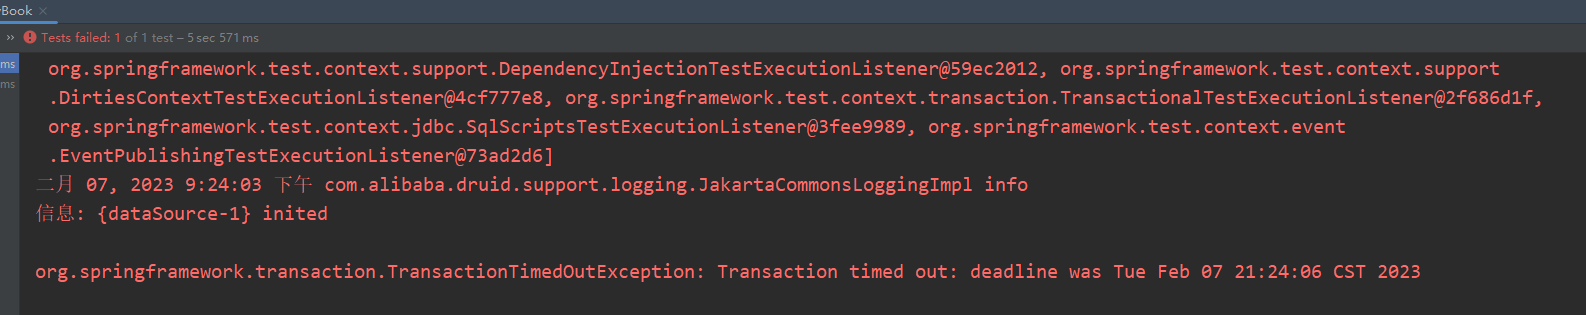 Book
Tests failed: 1 of 1 test – 5 sec 571 ms
ms
ms
org.springframework.test.context.support.DependencyInjectionTestExecutionListener@59ec2012, org.springframework.test.context.support
.DirtiesContextTestExecutionListener@4cf777e8, org.springframework.test.context.transaction.TransactionalTestExecutionListener@2f686d1f,
org.springframework.test.context.jdbc.SqlScriptsTestExecutionListener@3fee9989, org.springframework.test.context.event
.EventPublishingTestExecutionListener@73ad2d6]
二月 07, 2023 9:24:03 下午 com.alibaba.druid.support.logging.JakartaCommonsLoggingImpl info
信息: {dataSource-1} inited
org.springframework.transaction.TransactionTimedOutException: Transaction timed out: deadline was Tue Feb 07 21:24:06 CST 2023